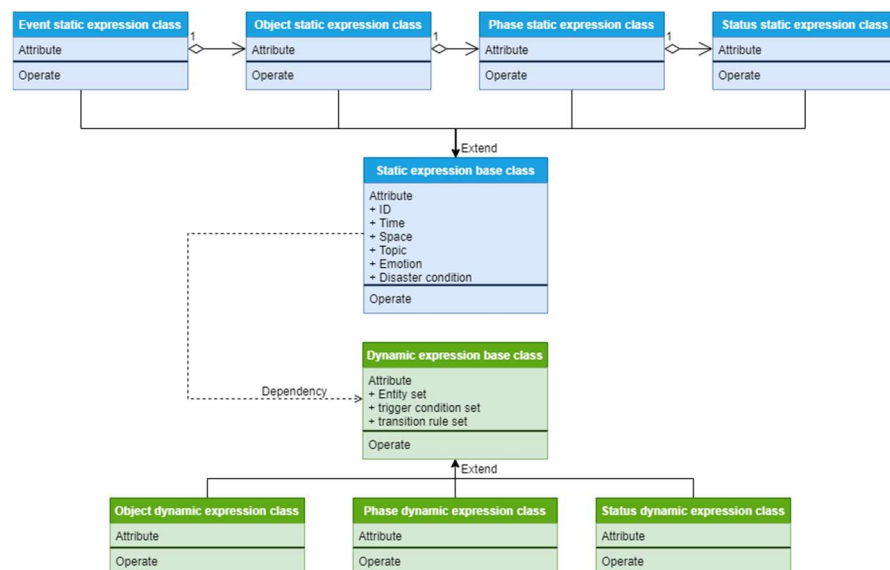 Event static expression class
Attribute
Operate
1
Object static expression class
Attribute
Operate
1
Phase static expression class
Attribute
Operate
1
Status static expression class
Attribute
Operate
Extend
Static expression base class
Attribute
+ ID
+ Time
+ Space
+ Topic
+ Emotion
+ Disaster condition
Operate
Dependency
Dynamic expression base class
Attribute
+ Entity set
+ trigger condition set
+ transition rule set
Operate
Extend
Object dynamic expression class
Attribute
Operate
Phase dynamic expression class
Attribute
Operate
Status dynamic expression class
Attribute
Operate